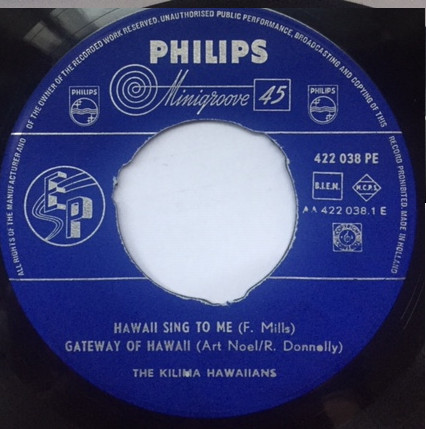 ALL RIGHTS OF THE MANUFACTURER AND OF THE OWNER OF THE RECORDED WORK RESERVED. UNAUTHORISED PUBLIC PERFORMANCE, BROADCASTING AND COPYING OF THIS RECORD PROHIBITED. MADE IN HOLLAND
PHILIPS
PHILIPS Minigroove 45 PHILIPS
422 038 PE
EP
B.I.E.M. M.C.P.S.
AA 422 038.1 E
HAWAII SING TO ME (F. Mills)
GATEWAY OF HAWAII (Art Noel/R. Donnelly)
THE KILIMA HAWAIIANS